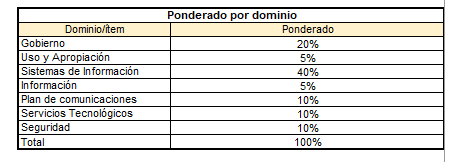 Ponderado por dominio
Dominio/ítem Ponderado
Gobierno 20%
Uso y Apropiación 5%
Sistemas de Información 40%
Información 5%
Plan de comunicaciones 10%
Servicios Tecnológicos 10%
Seguridad 10%
Total 100%